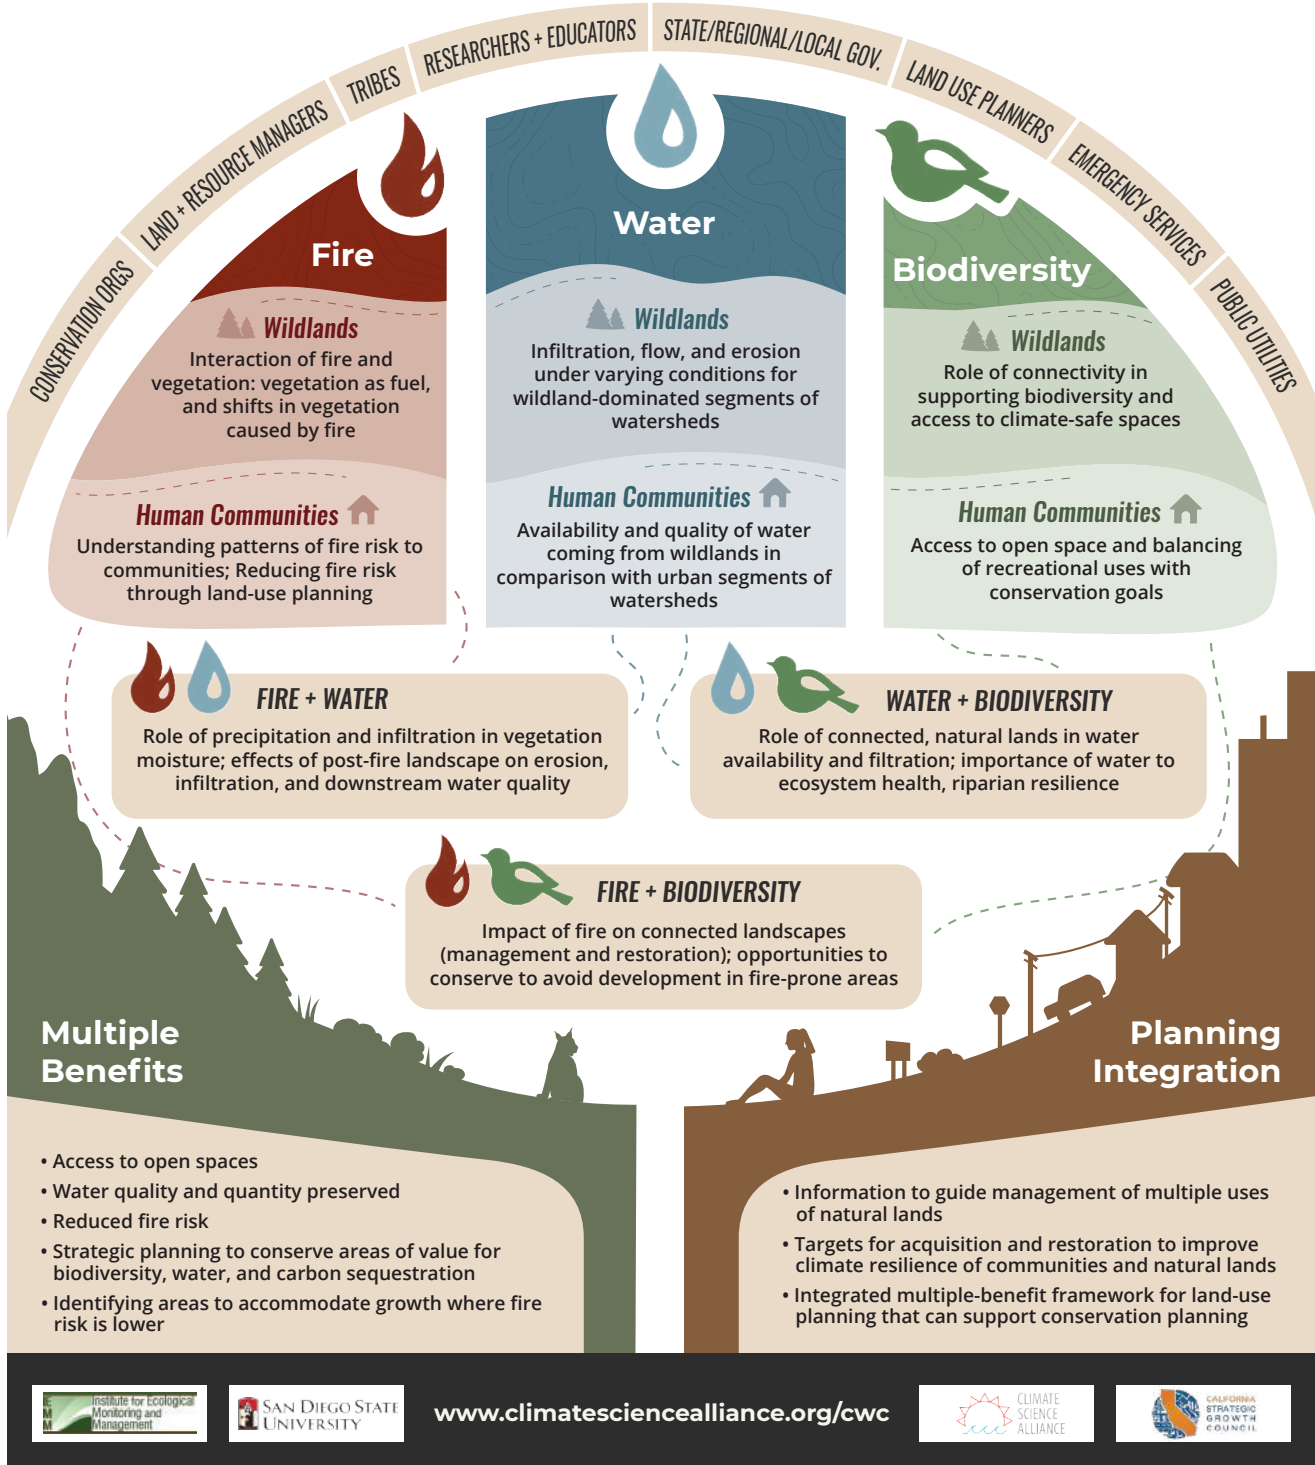 CONSERVATION ORGS
LAND + RESOURCE MANAGERS
TRIBES
RESEARCHERS + EDUCATORS
STATE/REGIONAL/LOCAL GOV.
LAND USE PLANNERS
EMERGENCY SERVICES
PUBLIC UTILITIES
Fire
Wildlands
Interaction of fire and
vegetation: vegetation as fuel,
and shifts in vegetation
caused by fire
Human Communities
Understanding patterns of fire risk to
communities; Reducing fire risk
through land-use planning
Water
Wildlands
Infiltration, flow, and erosion
under varying conditions for
wildland-dominated segments of
watersheds
Human Communities
Availability and quality of water
coming from wildlands in
comparison with urban segments of
watersheds
Biodiversity
Wildlands
Role of connectivity in
supporting biodiversity and
access to climate-safe spaces
Human Communities
Access to open space and balancing
of recreational uses with
conservation goals
FIRE + WATER
Role of precipitation and infiltration in vegetation
moisture; effects of post-fire landscape on erosion,
infiltration, and downstream water quality
WATER + BIODIVERSITY
Role of connected, natural lands in water
availability and filtration; importance of water to
ecosystem health, riparian resilience
FIRE + BIODIVERSITY
Impact of fire on connected landscapes
(management and restoration); opportunities to
conserve to avoid development in fire-prone areas
Multiple
Benefits
• Access to open spaces
• Water quality and quantity preserved
• Reduced fire risk
• Strategic planning to conserve areas of value for
biodiversity, water, and carbon sequestration
• Identifying areas to accommodate growth where fire
risk is lower
Planning
Integration
• Information to guide management of multiple uses
of natural lands
• Targets for acquisition and restoration to improve
climate resilience of communities and natural lands
• Integrated multiple-benefit framework for land-use
planning that can support conservation planning
IEMM
Institute for Ecological
Monitoring and
Management
SAN DIEGO STATE
UNIVERSITY
www.climatesciencealliance.org/cwc
CLIMATE
SCIENCE
ALLIANCE
CALIFORNIA
STRATEGIC
GROWTH
COUNCIL